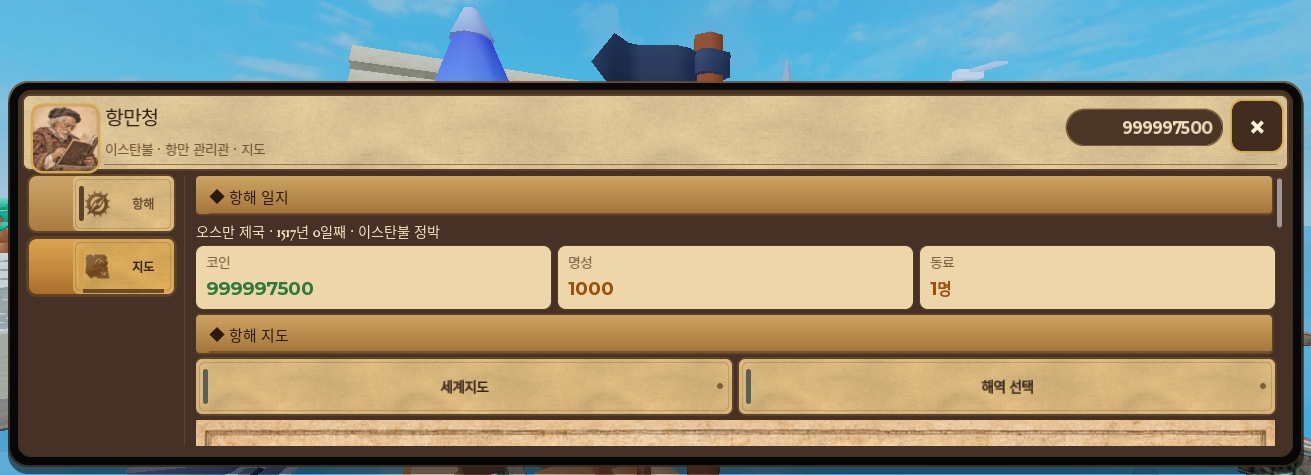 항만청
이스탄불 · 항만 관리관 · 지도
999997500
×
항해
지도
◆ 항해 일지
오스만 제국 · 1517년 0일째 · 이스탄불 정박
코인
999997500
명성
1000
동료
1명
◆ 항해 지도
세계지도
해역 선택